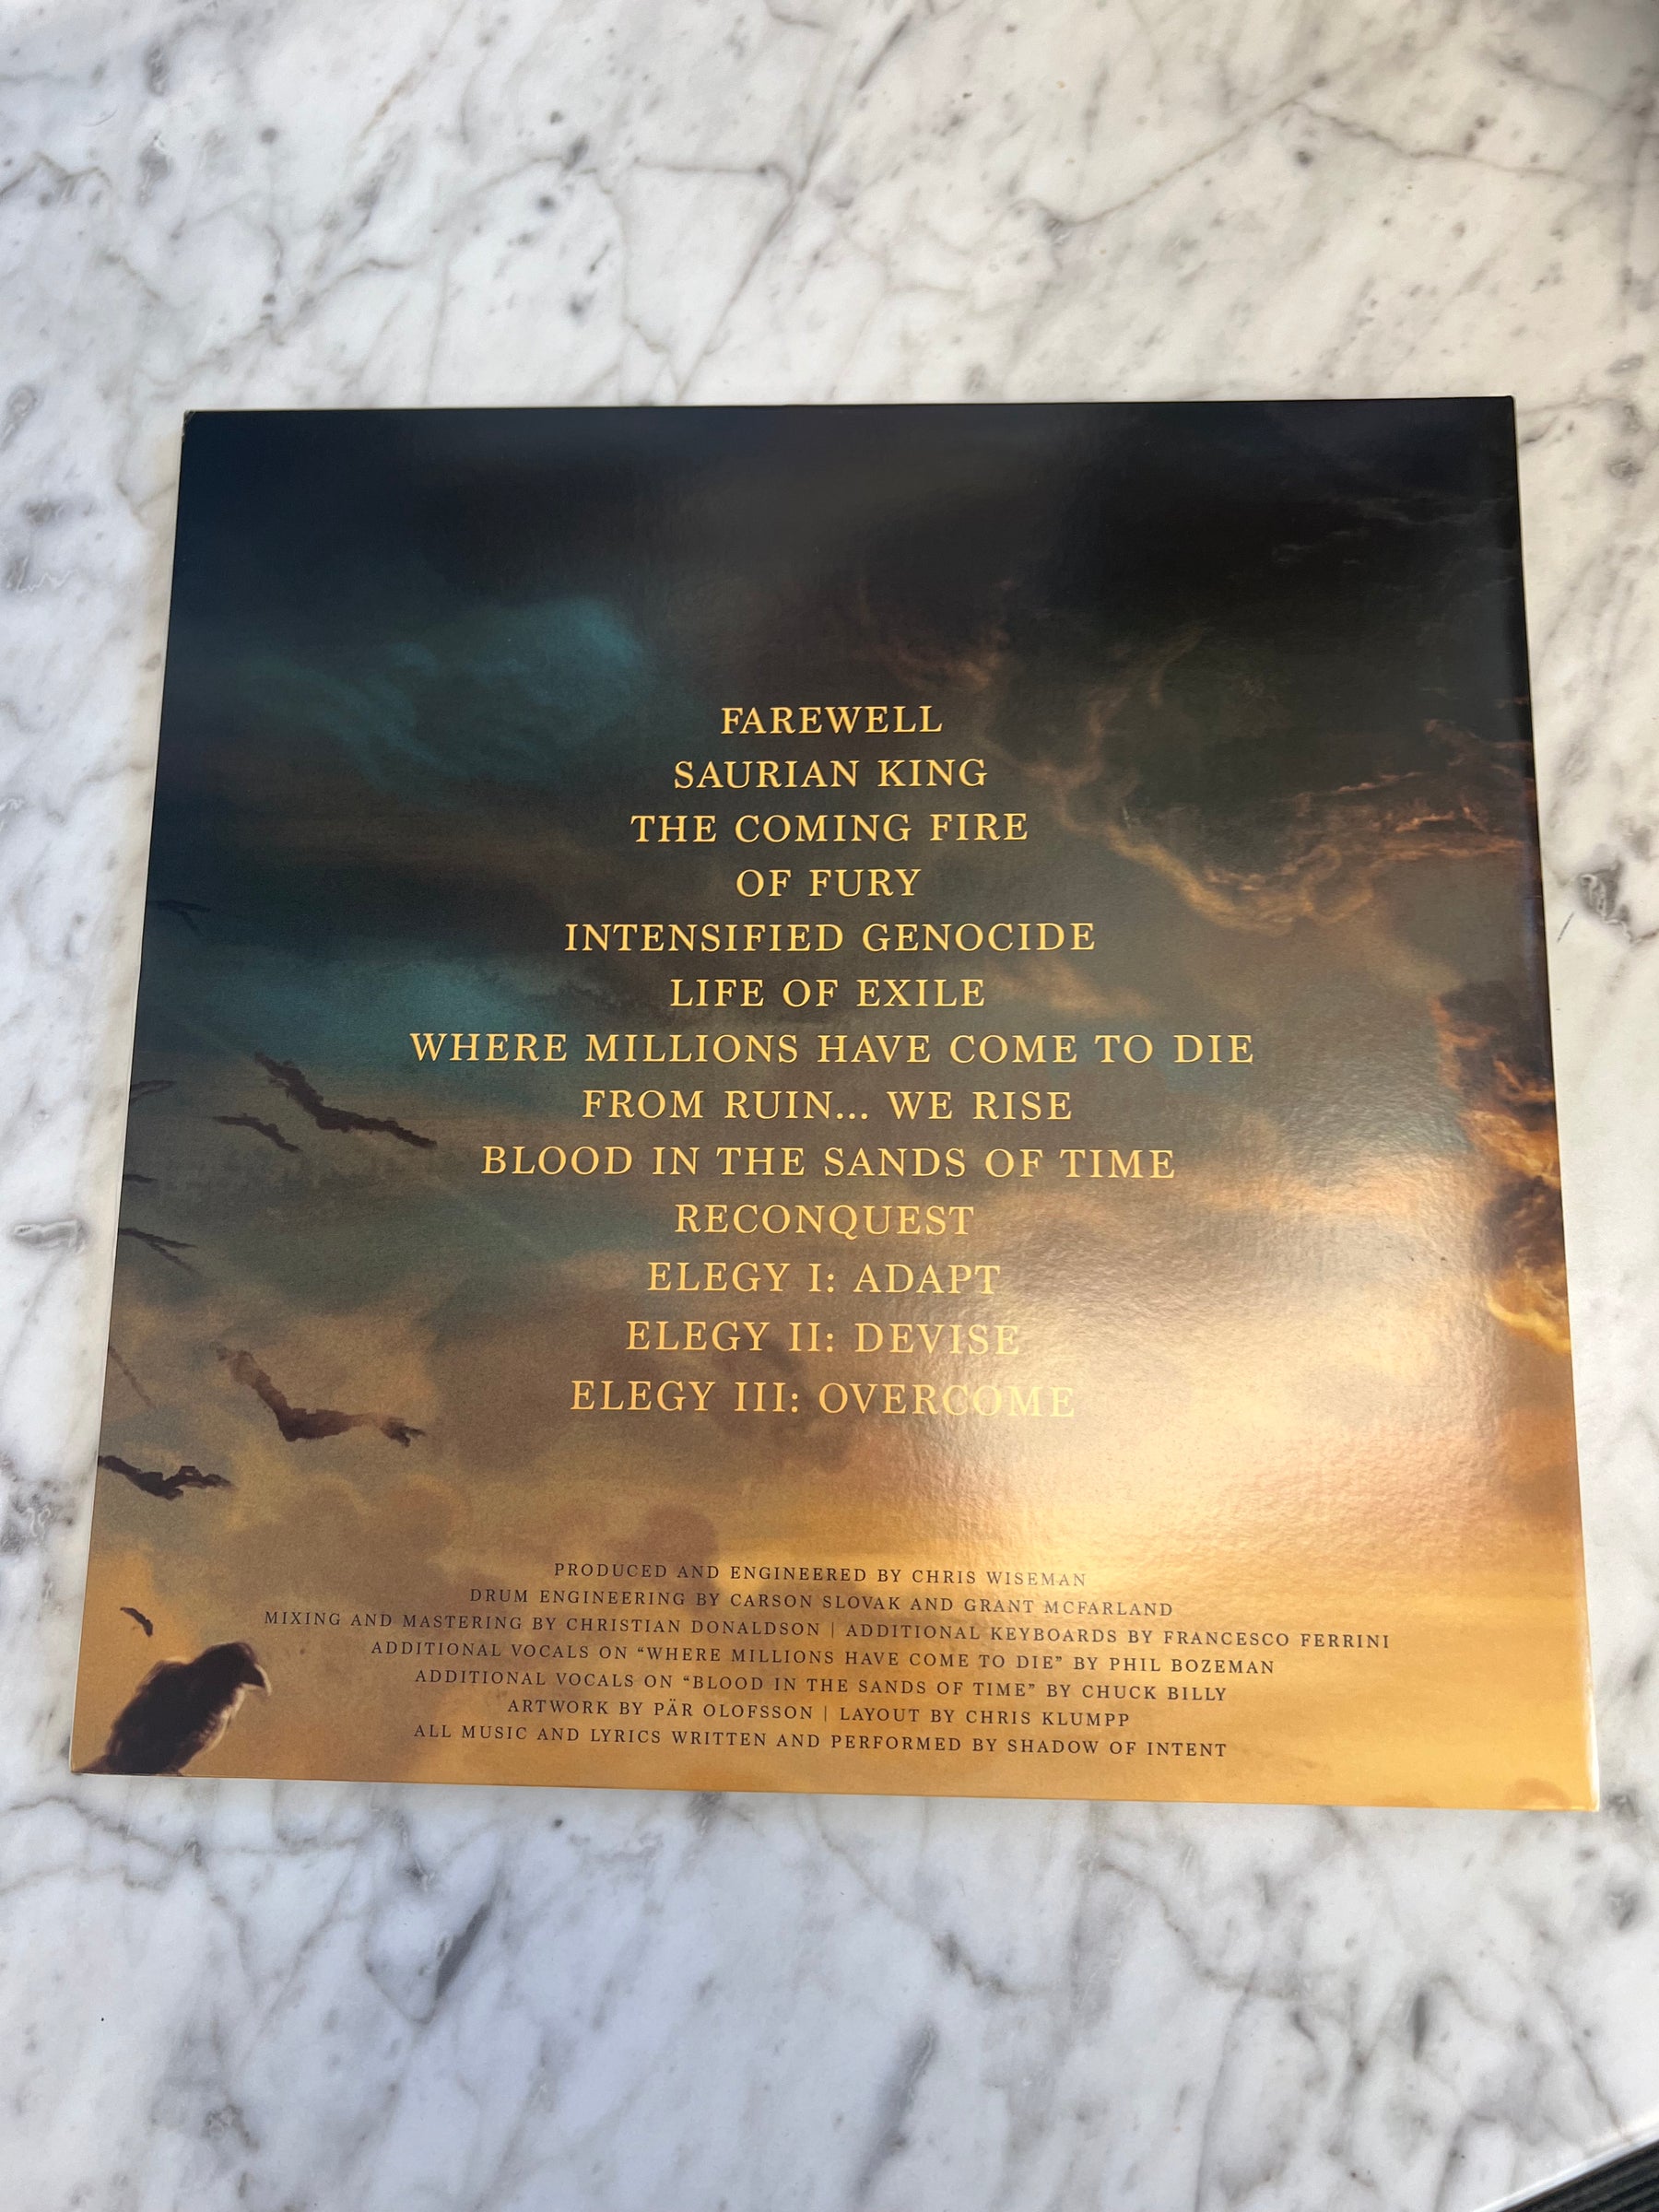 FAREWELL
SAURIAN KING
THE COMING FIRE
OF FURY
INTENSIFIED GENOCIDE
LIFE OF EXILE
WHERE MILLIONS HAVE COME TO DIE
FROM RUIN... WE RISE
BLOOD IN THE SANDS OF TIME
RECONQUEST
ELEGY I: ADAPT
ELEGY II: DEVISE
ELEGY III: OVERCOME
PRODUCED AND ENGINEERED BY CHRIS WISEMAN
DRUM ENGINEERING BY CARSON SLOVAK AND GRANT MCFARLAND
MIXING AND MASTERING BY CHRISTIAN DONALDSON | ADDITIONAL KEYBOARDS BY FRANCESCO FERRINI
ADDITIONAL VOCALS ON “WHERE MILLIONS HAVE COME TO DIE” BY PHIL BOZEMAN
ADDITIONAL VOCALS ON “BLOOD IN THE SANDS OF TIME” BY CHUCK BILLY
ARTWORK BY PÄR OLOFSSON | LAYOUT BY CHRIS KLUMPP
ALL MUSIC AND LYRICS WRITTEN AND PERFORMED BY SHADOW OF INTENT